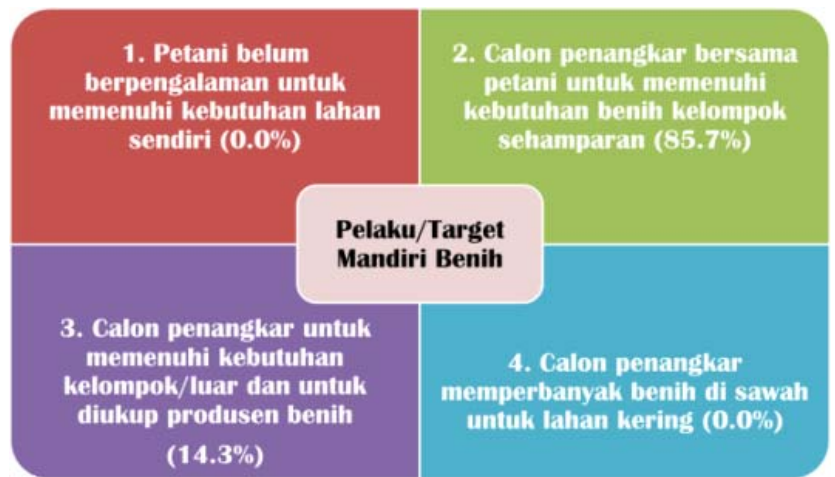 1. Petani belum
berpengalaman untuk
memenuhi kebutuhan lahan
sendiri (0.0%)
2. Calon penangkar bersama
petani untuk memenuhi
kebutuhan benih kelompok
sehamparan (85.7%)
Pelaku/Target
Mandiri Benih
3. Calon penangkar untuk
memenuhi kebutuhan
kelompok/luar dan untuk
diukup produsen benih
(14.3%)
4. Calon penangkar
memperbanyak benih di sawah
untuk lahan kering (0.0%)